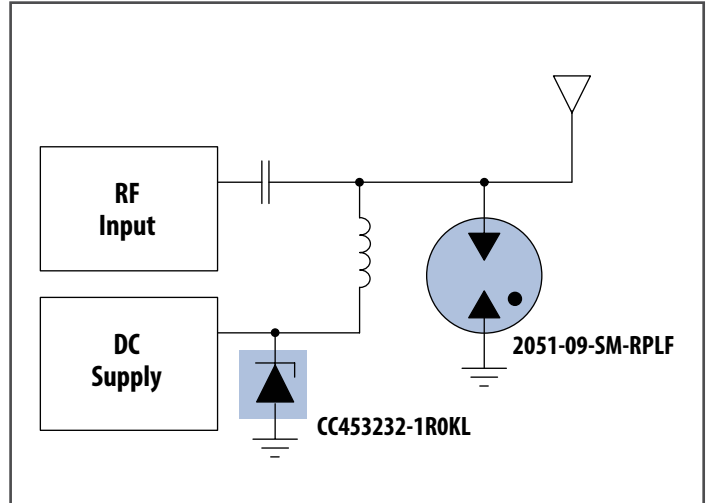 RF
Input
DC
Supply
2051-09-SM-RPLF
CC453232-1R0KL